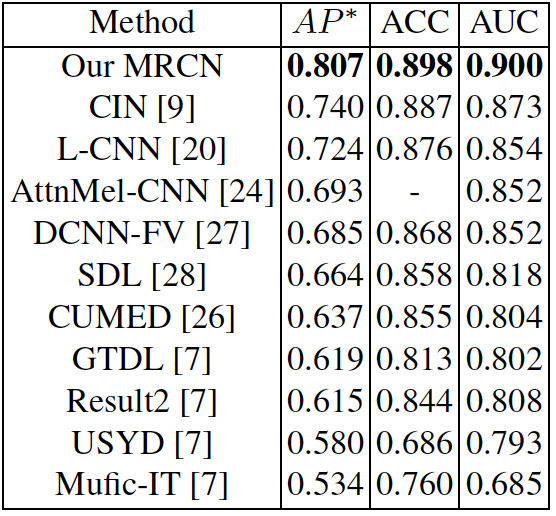 Method AP* ACC AUC
Our MRCN 0.807 0.898 0.900
CIN [9] 0.740 0.887 0.873
L-CNN [20] 0.724 0.876 0.854
AttnMel-CNN [24] 0.693 - 0.852
DCNN-FV [27] 0.685 0.868 0.852
SDL [28] 0.664 0.858 0.818
CUMED [26] 0.637 0.855 0.804
GTDL [7] 0.619 0.813 0.802
Result2 [7] 0.615 0.844 0.808
USYD [7] 0.580 0.686 0.793
Mufic-IT [7] 0.534 0.760 0.685